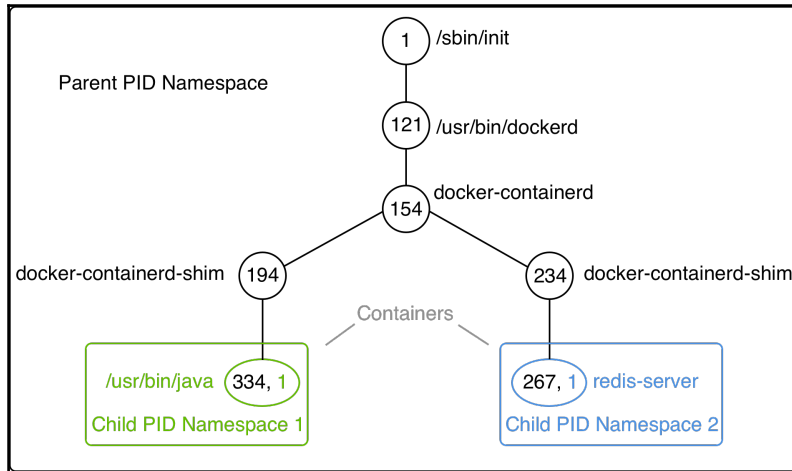 1 /sbin/init
Parent PID Namespace
121 /usr/bin/dockerd
docker-containerd
154
docker-containerd-shim 194
234 docker-containerd-shim
Containers
/usr/bin/java 334, 1
267, 1 redis-server
Child PID Namespace 1
Child PID Namespace 2